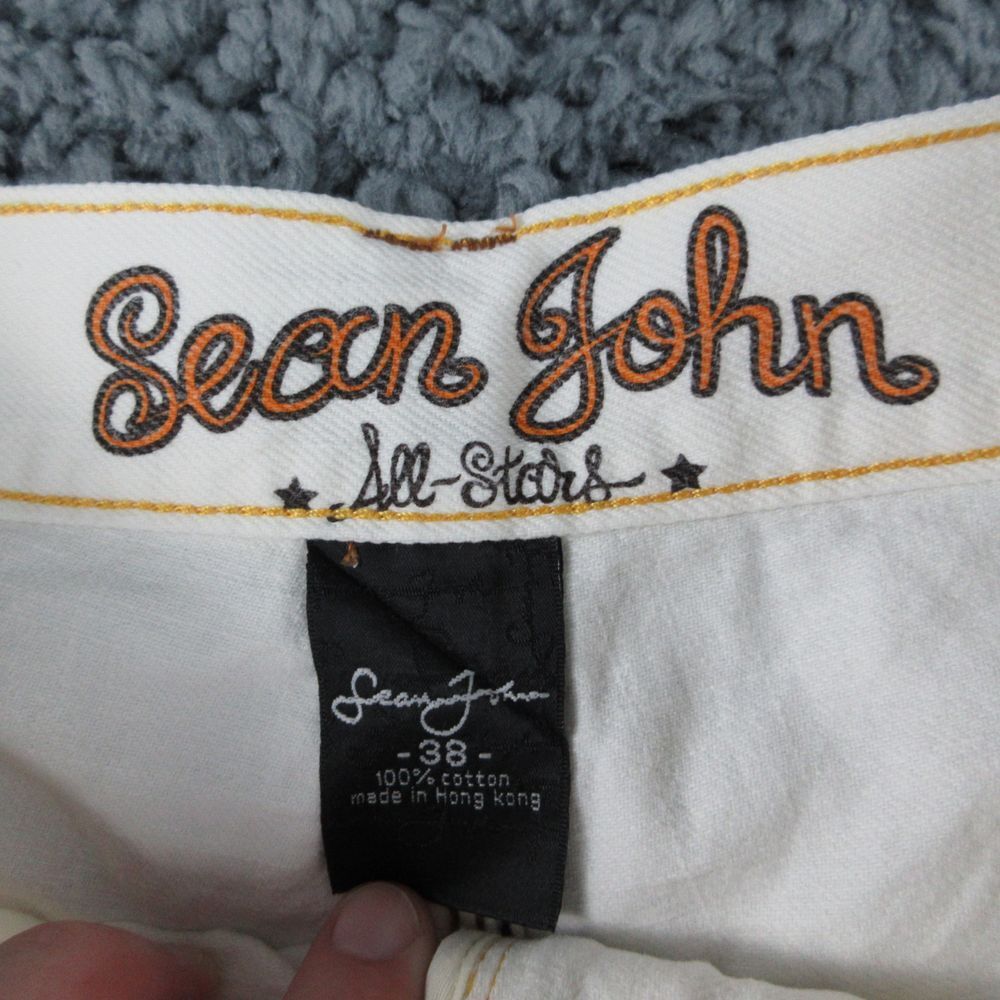 Sean John
All-Stars
Sean John
- 38 -
100% cotton
made in Hong Kong